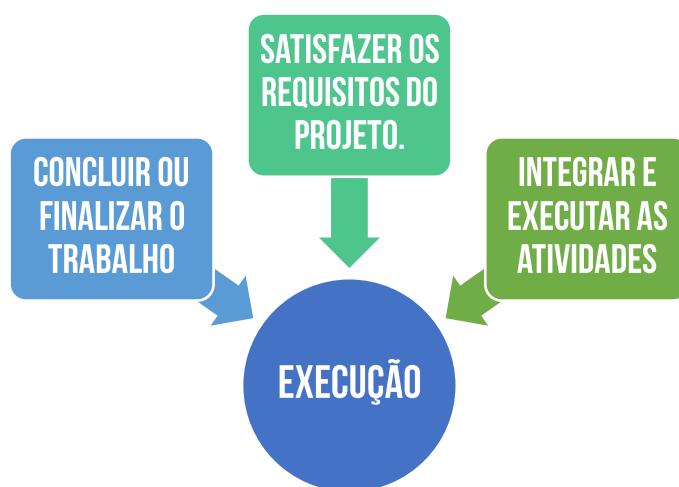 SATISFAZER OS
REQUISITOS DO
PROJETO.
CONCLUIR OU
FINALIZAR O
TRABALHO
INTEGRAR E
EXECUTAR AS
ATIVIDADES
EXECUÇÃO